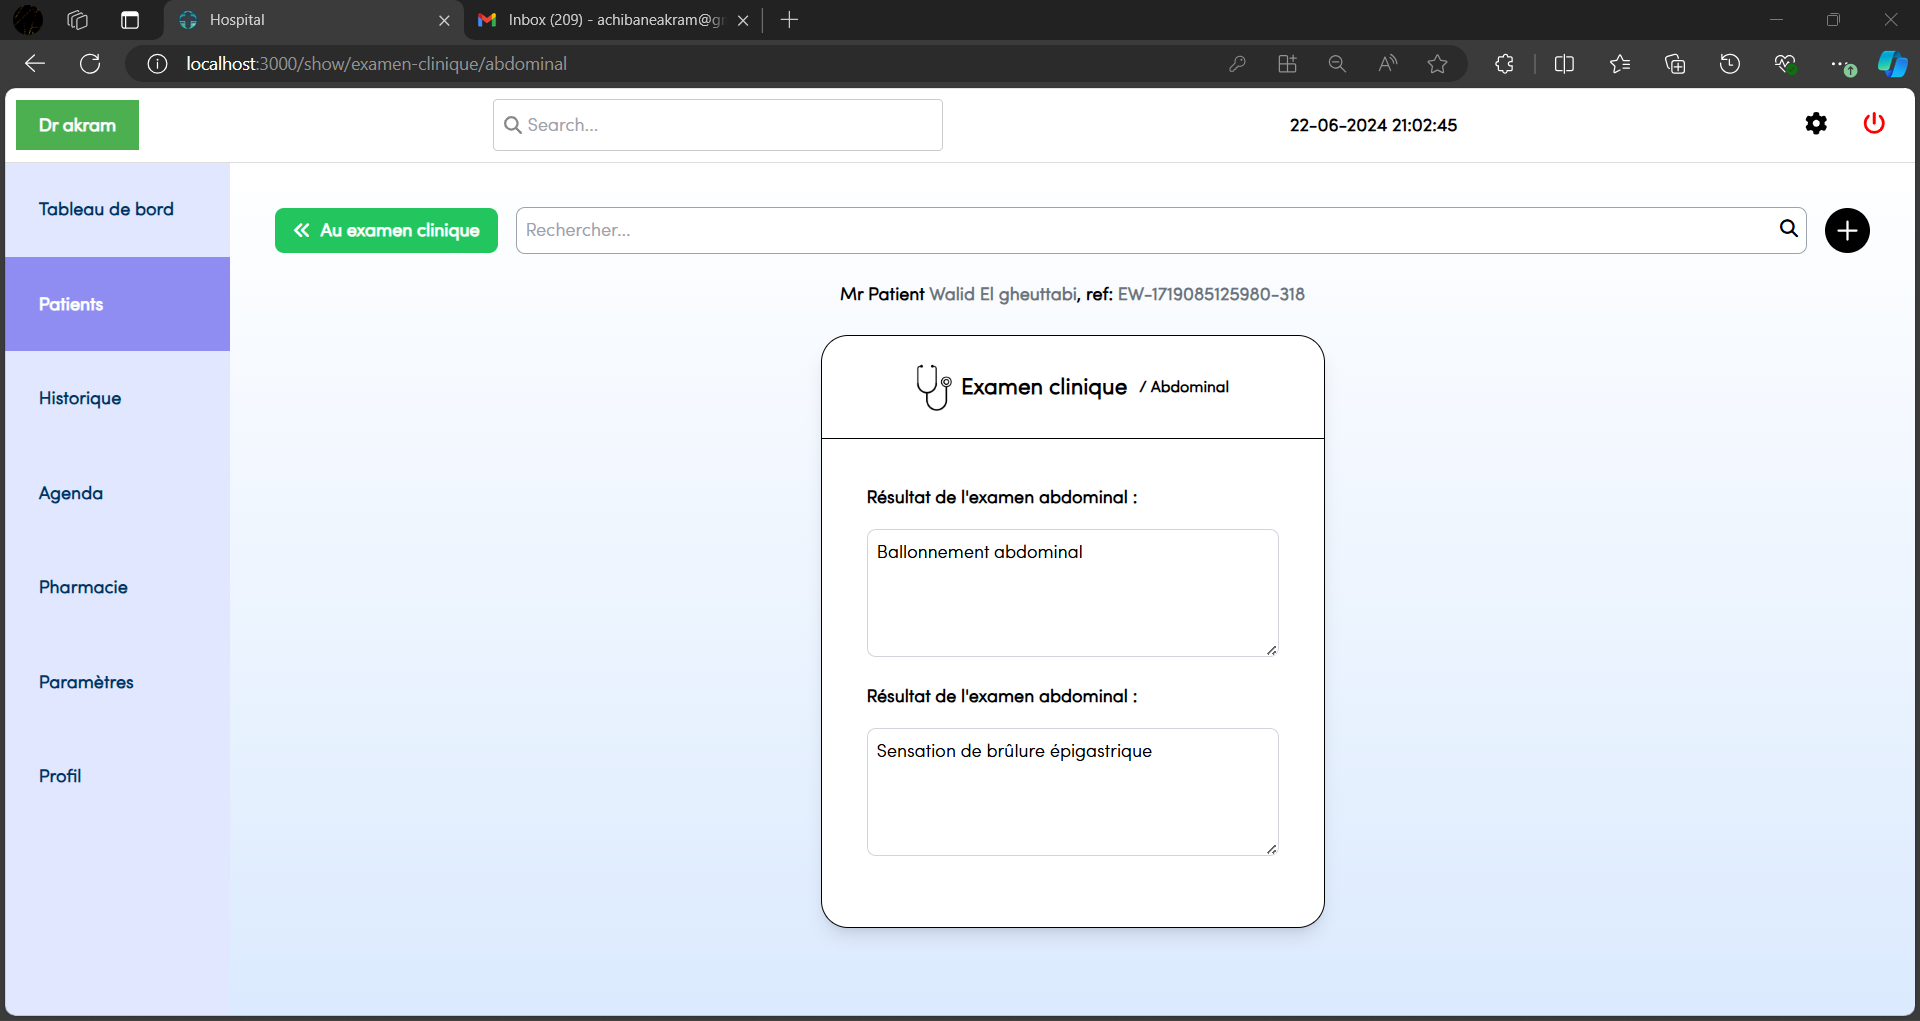 Hospital
Inbox (209) - achibaneakram@gr
localhost:3000/show/examen-clinique/abdominal
Dr akram
Search...
22-06-2024 21:02:45
Tableau de bord
Patients
Historique
Agenda
Pharmacie
Paramètres
Profil
Au examen clinique
Rechercher...
Mr Patient Walid El gheuttabi, ref: EW-1719085125980-318
Examen clinique / Abdominal
Résultat de l'examen abdominal :
Ballonnement abdominal
Résultat de l'examen abdominal :
Sensation de brûlure épigastrique